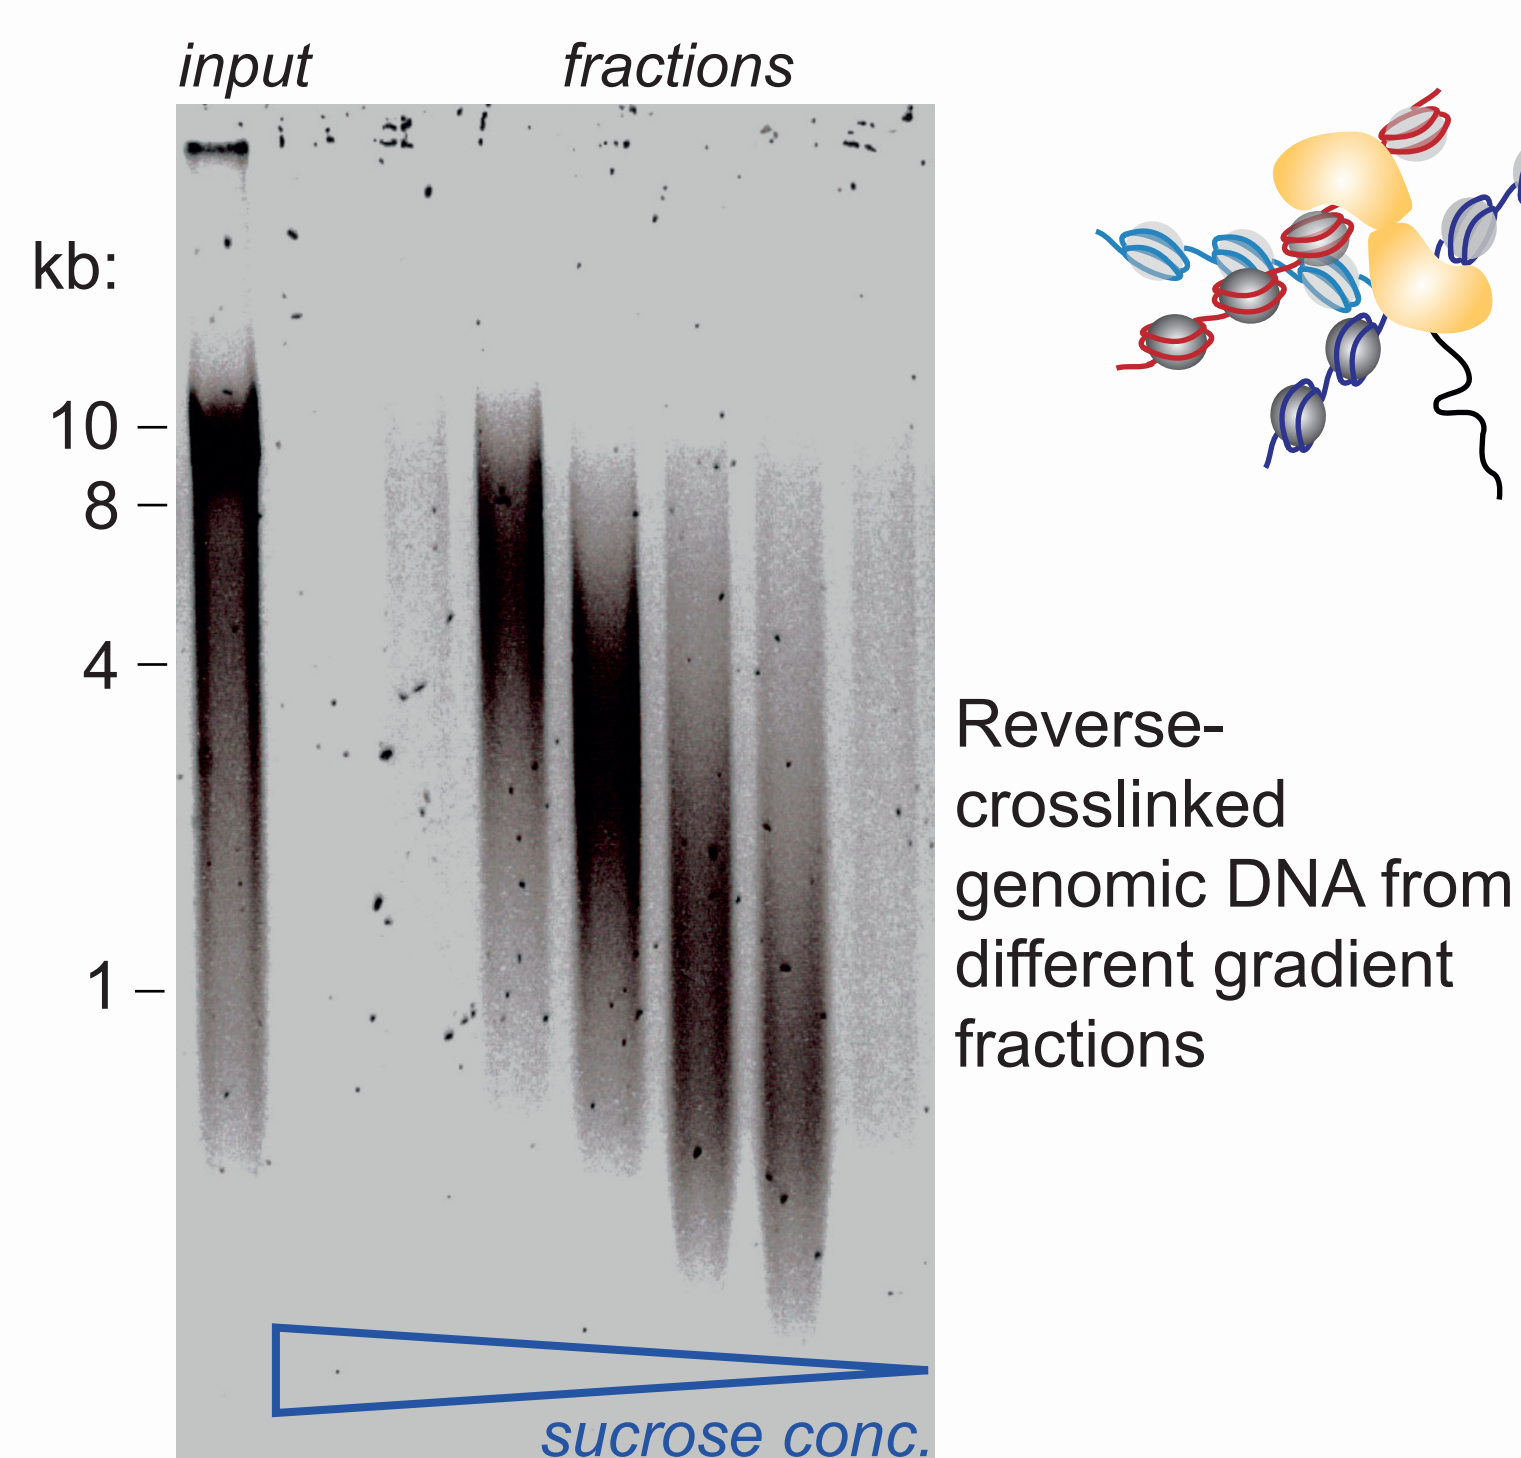 input
fractions
kb:
10
8
4
1
Reverse-
crosslinked
genomic DNA from
different gradient
fractions
sucrose conc.